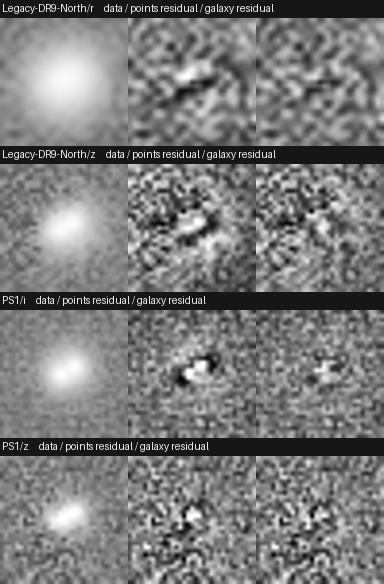 Legacy-DR9-North/r data / points residual / galaxy residual
Legacy-DR9-North/z data / points residual / galaxy residual
PS1/i data / points residual / galaxy residual
PS1/z data / points residual / galaxy residual